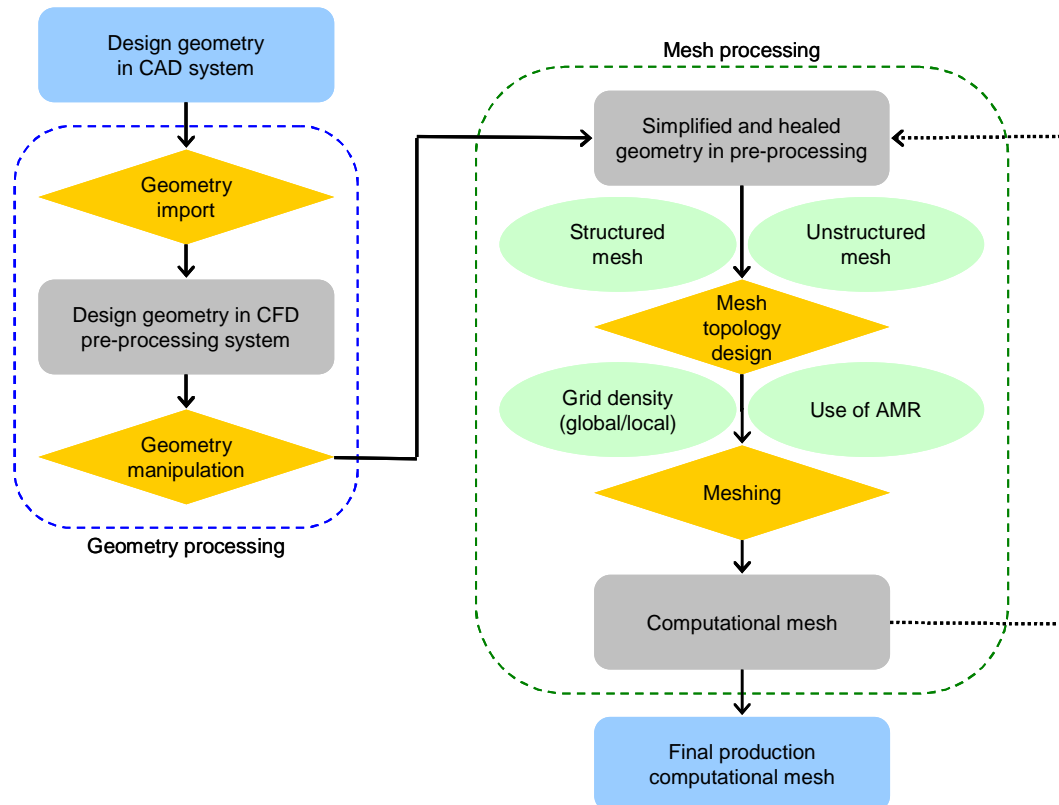 Design geometry
in CAD system
Geometry
import
Design geometry in CFD
pre-processing system
Geometry
manipulation
Geometry processing
Mesh processing
Simplified and healed
geometry in pre-processing
Structured
mesh
Unstructured
mesh
Mesh
topology
design
Grid density
(global/local)
Use of AMR
Meshing
Computational mesh
Final production
computational mesh